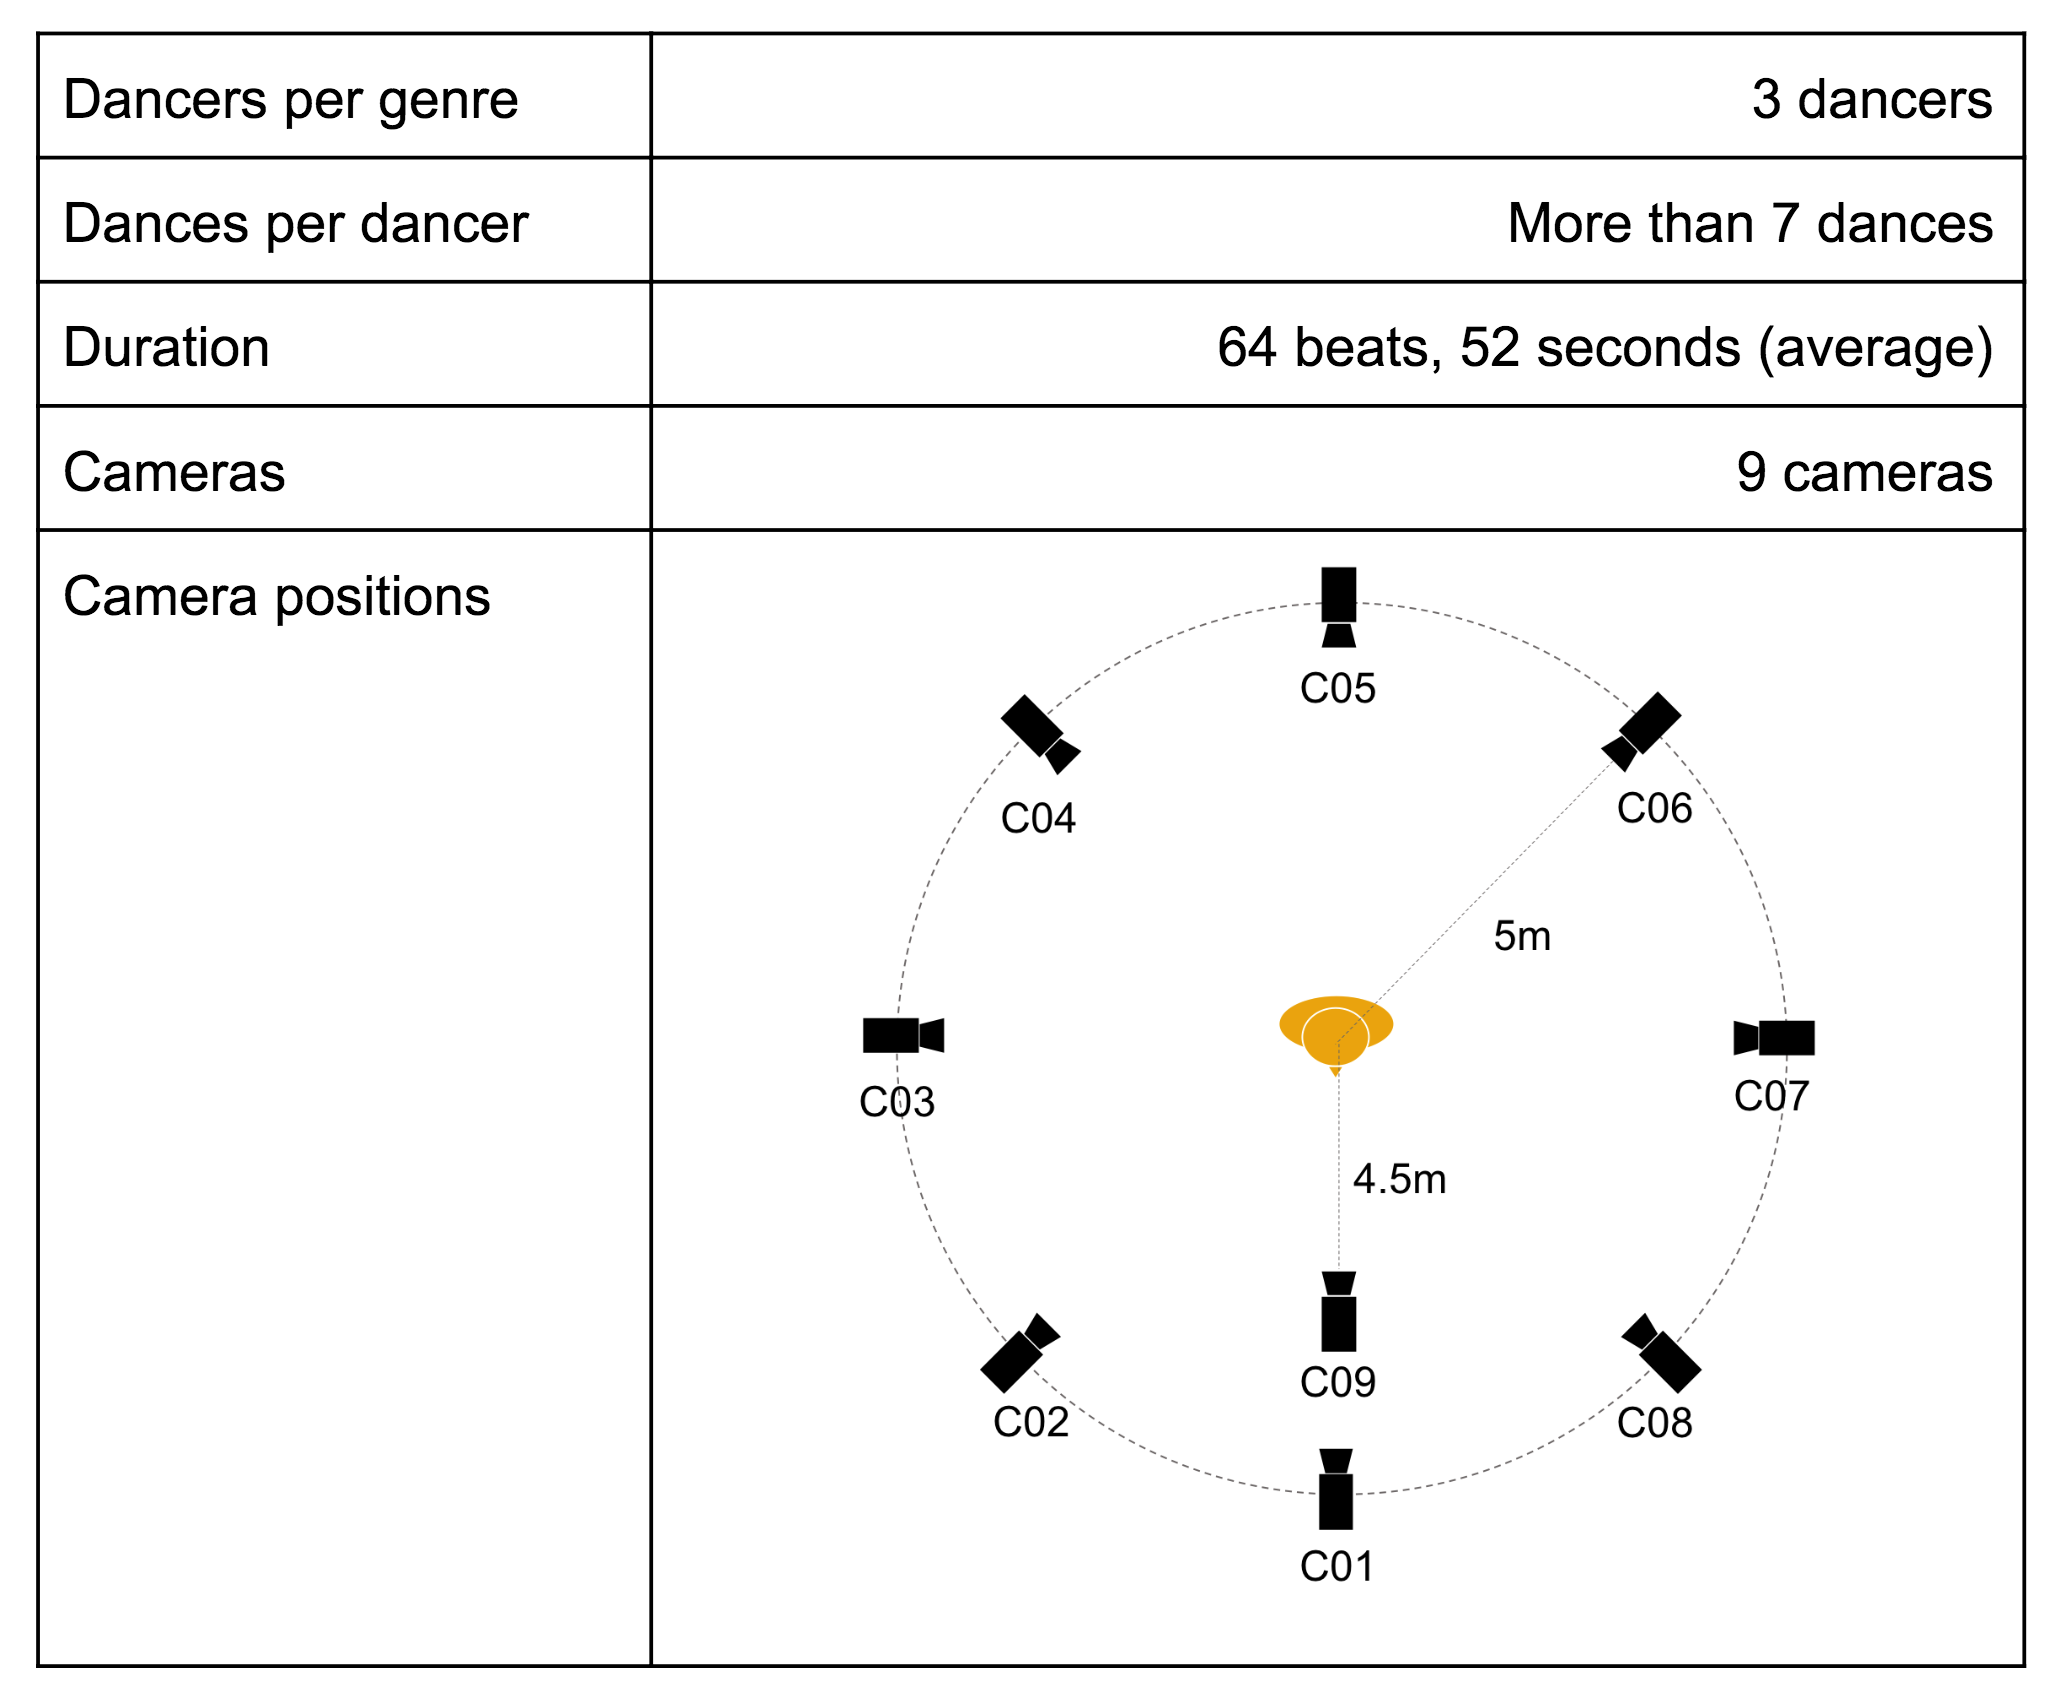 Dancers per genre
3 dancers
Dances per dancer
More than 7 dances
Duration
64 beats, 52 seconds (average)
Cameras
9 cameras
Camera positions
C05
C04
C06
5m
C03
C07
4.5m
C09
C02
C08
C01